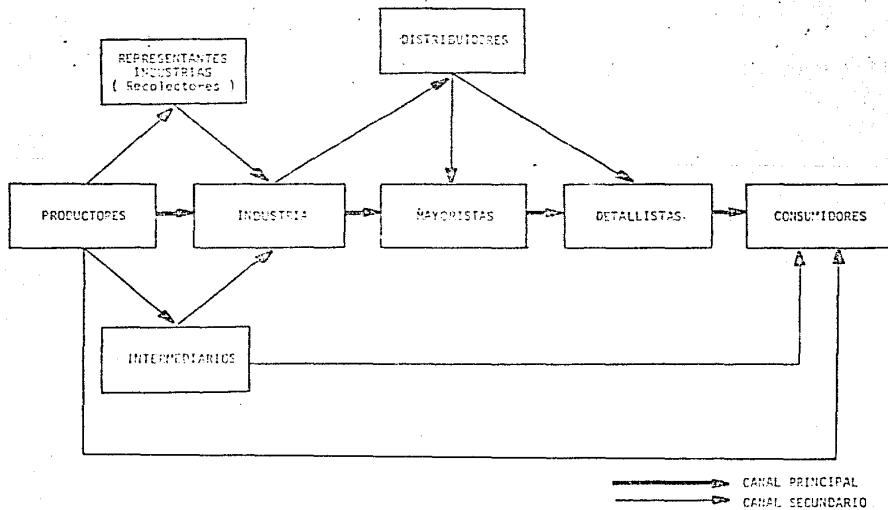 DISTRIBUIDORES
REPRESENTANTES
INDUSTRIAS
( Recolectores )
PRODUCTORES
INDUSTRIA
MAYORISTAS
DETALLISTAS
CONSUMIDORES
INTERMEDIARIOS
CANAL PRINCIPAL
CANAL SECUNDARIO